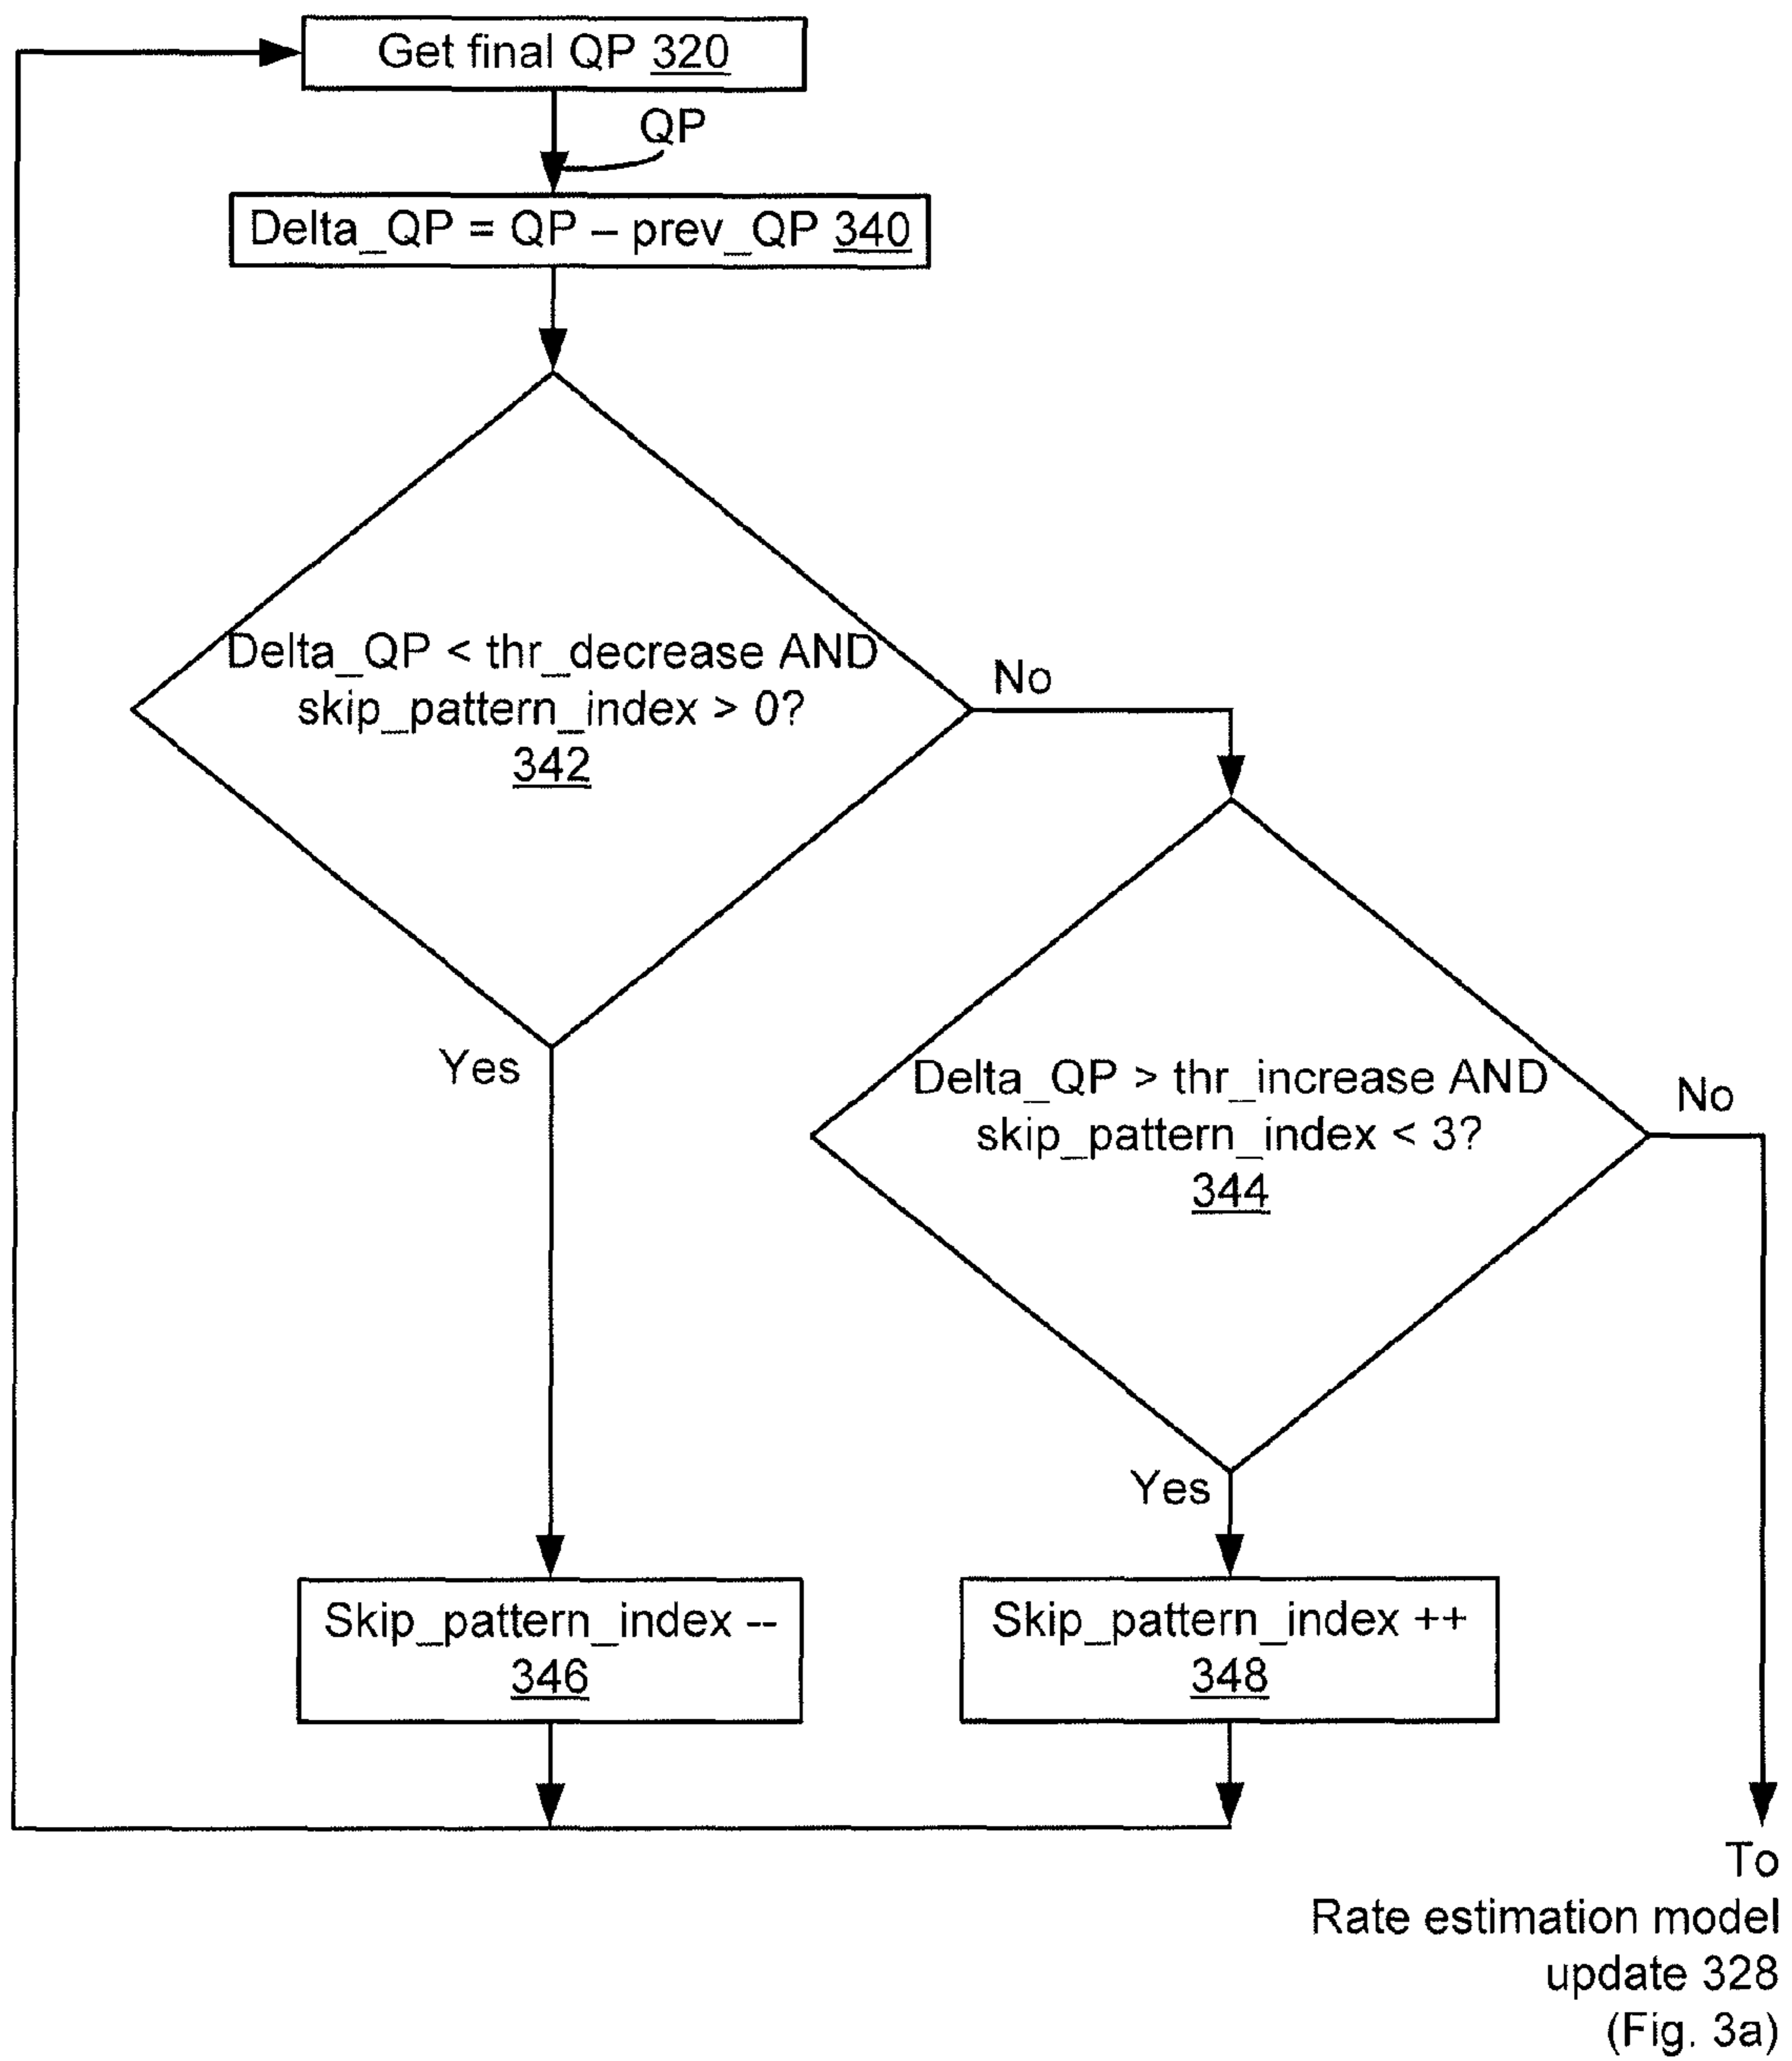 Get final QP 320
QP
Delta_QP = QP – prev_QP 340
Delta_QP < thr_decrease AND
skip_pattern_index > 0?
342
No
Yes
Delta_QP > thr_increase AND
skip_pattern_index < 3?
344
No
Yes
Skip_pattern_index --
346
Skip_pattern_index ++
348
To
Rate estimation model
update 328
(Fig. 3a)